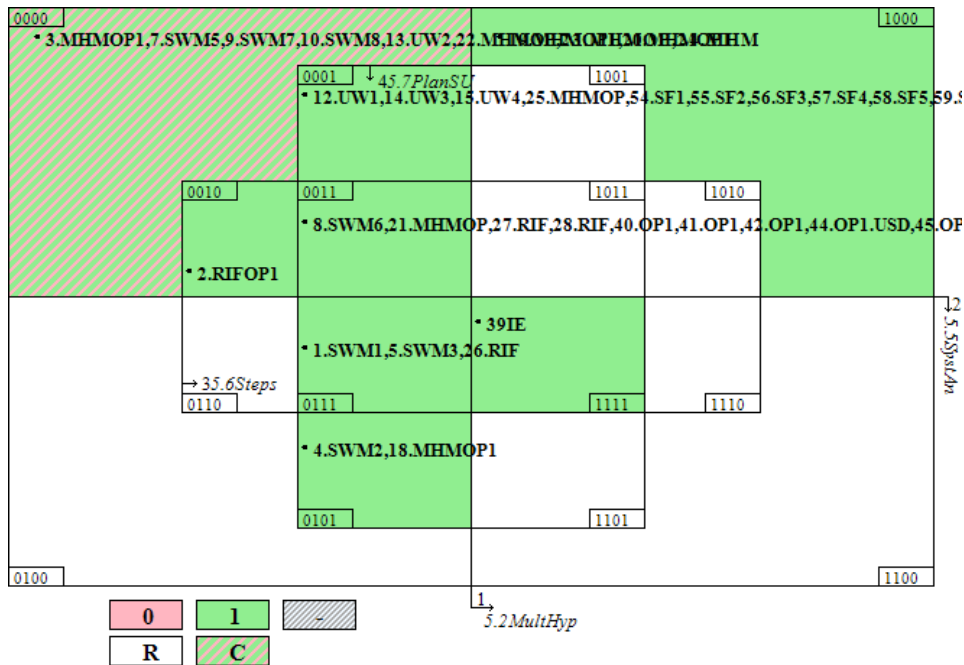 0000 1000
3.MHMOP1,7.SWM5,9.SWM7,10.SWM8,13.UW2,22.
0001 45.7PlanSU 1001
12.UW1,14.UW3,15.UW4,25.MHMOP,54.SF1,55.SF2,56.SF3,57.SF4,58.SF5,59.S
0010 0011 1011 1010
8.SWM6,21.MHMOP,27.RIF,28.RIF,40.OP1,41.OP1,42.OP1,44.OP1.USD,45.OP
2.RIFOP1
2
5.5SpstAn
39IE
1.SWM1,5.SWM3,26.RIF
35.6Steps
0110 0111 1111 1110
4.SWM2,18.MHMOP1
0101 1101
0100 1100
1
5.2MultHyp
0 1 -
R C